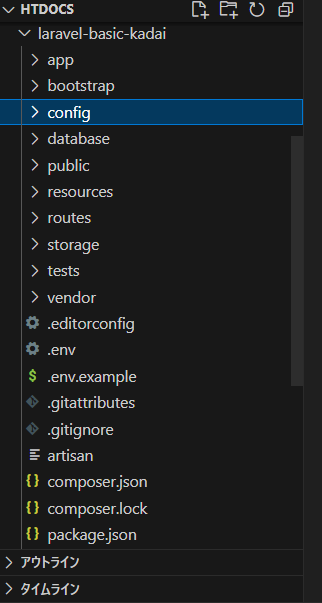 HTDOCS
laravel-basic-kadai
app
bootstrap
config
database
public
resources
routes
storage
tests
vendor
.editorconfig
.env
$ .env.example
.gitattributes
.gitignore
artisan
{} composer.json
{} composer.lock
{} package.json
アウトライン
タイムライン